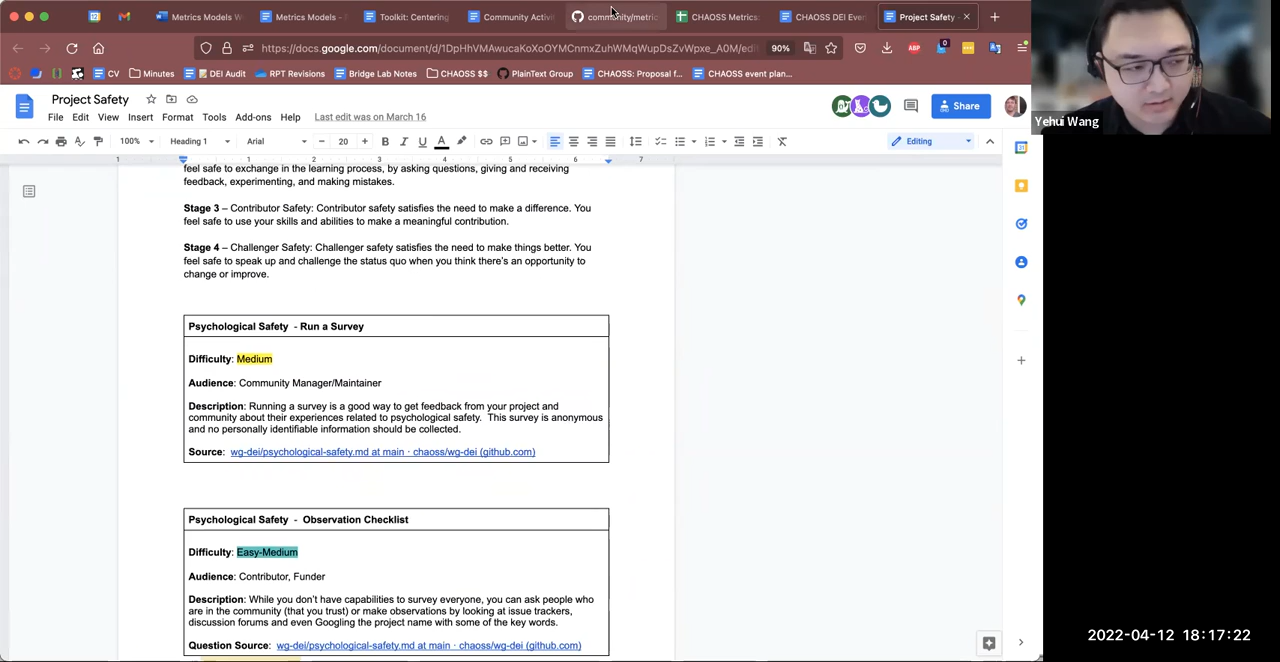 Metrics Models W
Metrics Models -
Toolkit: Centering
Community Activi
community/metric
CHAOSS Metrics:
CHAOSS DEI Even
Project Safety
https://docs.google.com/document/d/1DpHhVMAwucaKoXoOYMCnmxZuhWMqWupDsZvWpxe_A0M/edi
90%
ABP
0
CV
Minutes
DEI Audit
RPT Revisions
Bridge Lab Notes
CHAOSS $$
PlainText Group
CHAOSS: Proposal f...
CHAOSS event plan...
Project Safety
File Edit View Insert Format Tools Add-ons Help Last edit was on March 16
Share
100% Heading 1 Arial 20 B I U A Editing
1 1 2 3 4 5 6 7
feel safe to exchange in the learning process, by asking questions, giving and receiving
feedback, experimenting, and making mistakes.
Stage 3 – Contributor Safety: Contributor safety satisfies the need to make a difference. You
feel safe to use your skills and abilities to make a meaningful contribution.
Stage 4 – Challenger Safety: Challenger safety satisfies the need to make things better. You
feel safe to speak up and challenge the status quo when you think there's an opportunity to
change or improve.
Psychological Safety - Run a Survey
Difficulty: Medium
Audience: Community Manager/Maintainer
Description: Running a survey is a good way to get feedback from your project and
community about their experiences related to psychological safety. This survey is anonymous
and no personally identifiable information should be collected.
Source: wg-dei/psychological-safety.md at main · chaoss/wg-dei (github.com)
Psychological Safety - Observation Checklist
Difficulty: Easy-Medium
Audience: Contributor, Funder
Description: While you don't have capabilities to survey everyone, you can ask people who
are in the community (that you trust) or make observations by looking at issue trackers,
discussion forums and even Googling the project name with some of the key words.
Question Source: wg-dei/psychological-safety.md at main · chaoss/wg-dei (github.com)
Yehui Wang
2022-04-12 18:17:22